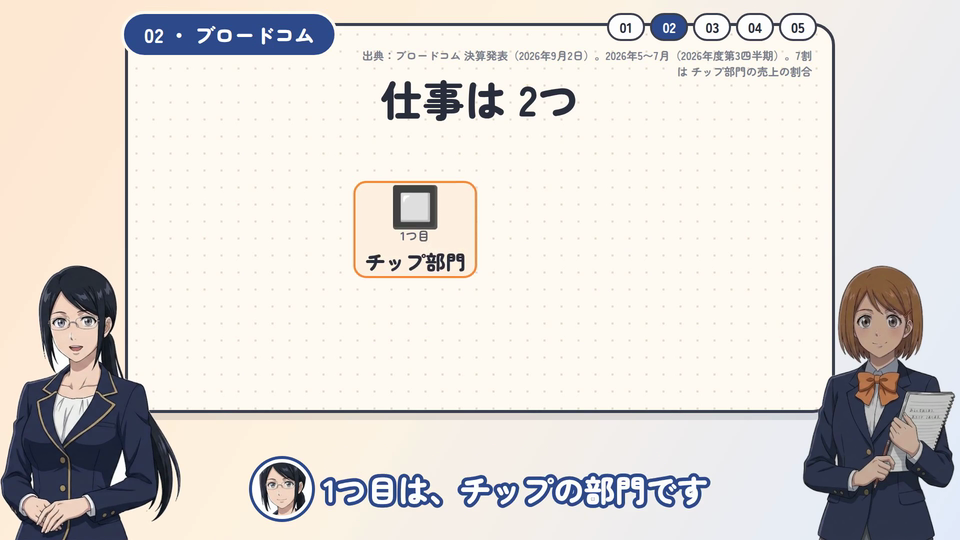 02 ・ ブロードコム
01 02 03 04 05
出典：ブロードコム 決算発表（2026年9月2日）。2026年5〜7月（2026年度第3四半期）。7割
は チップ部門の売上の割合
仕事は 2つ
1つ目
チップ部門
1つ目は、チップの部門です